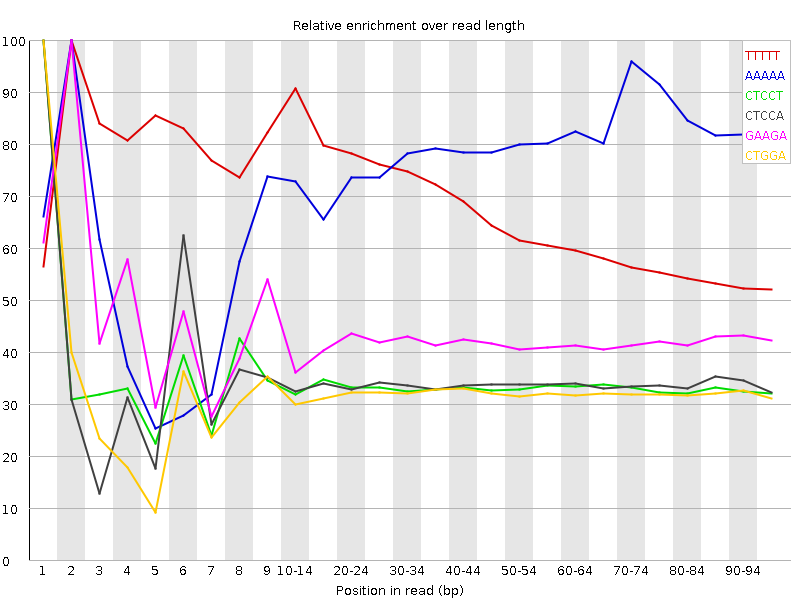 Relative enrichment over read length
100
90
80
70
60
50
40
30
20
10
0
TTTTT
AAAAA
CTCCT
CTCCA
GAAGA
CTGGA
1 2 3 4 5 6 7 8 9 10-14 20-24 30-34 40-44 50-54 60-64 70-74 80-84 90-94
Position in read (bp)